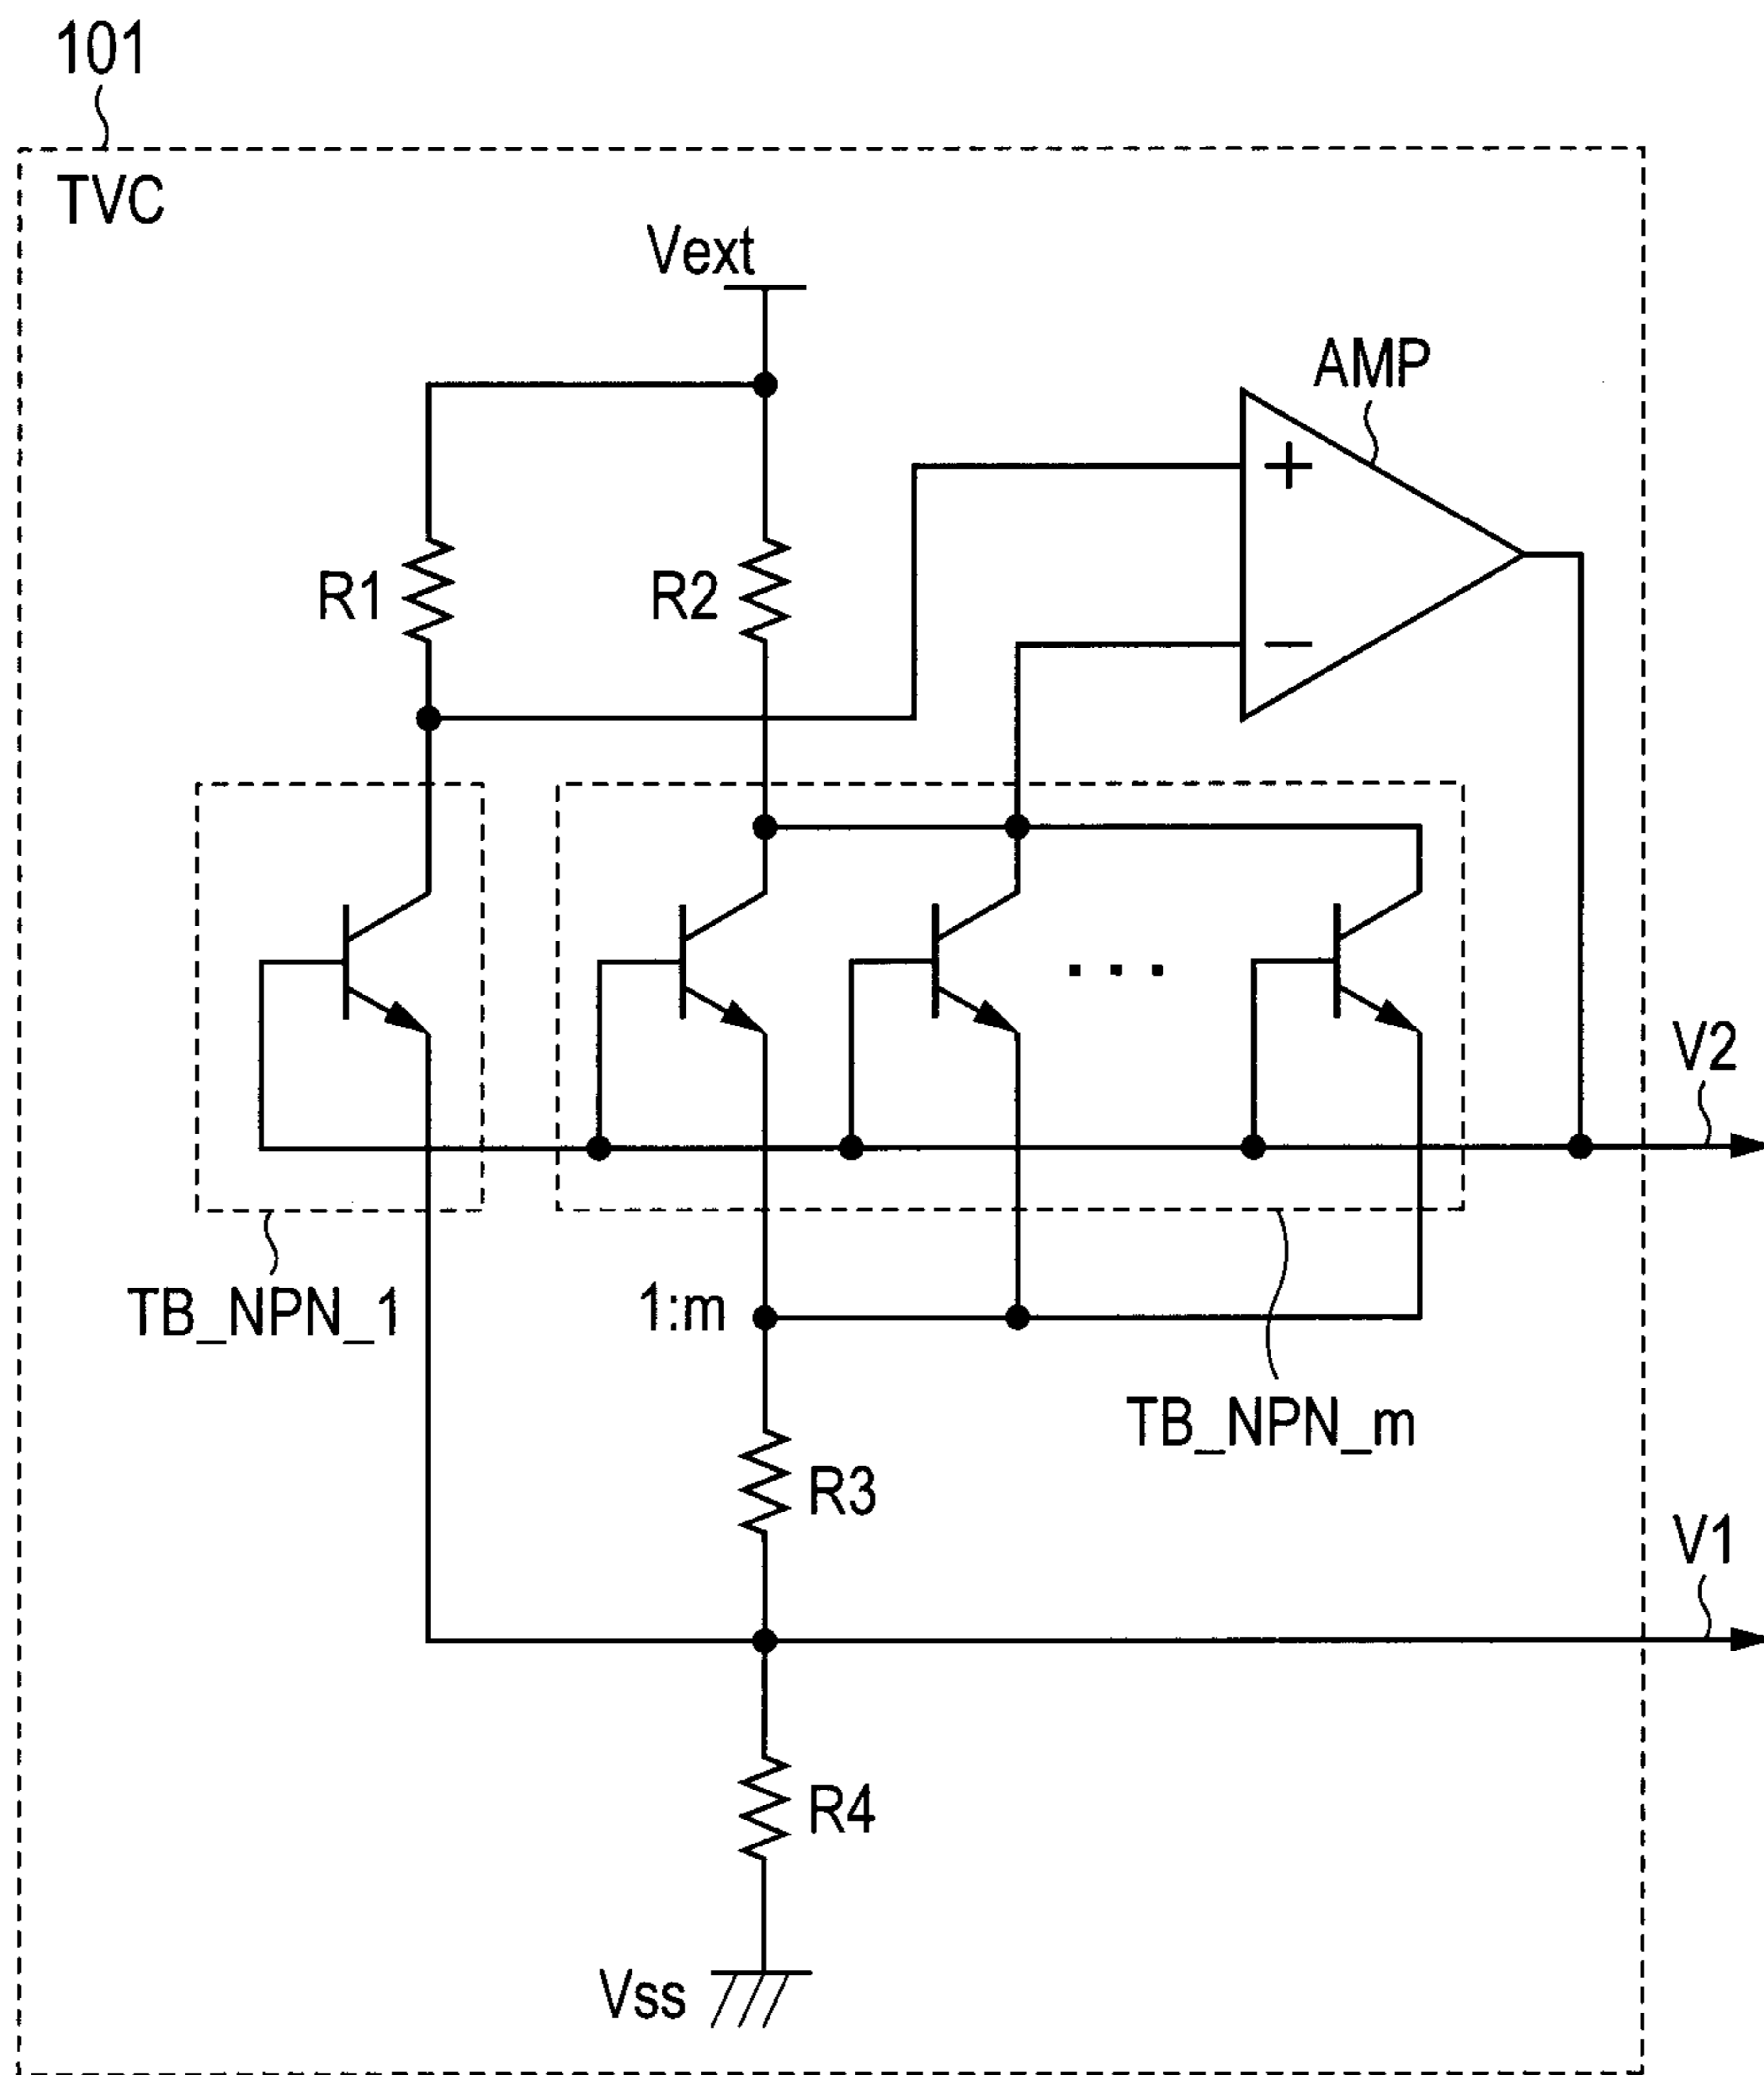 101
TVC
Vext
AMP
+
R1
R2
−
V2
TB_NPN_1
1:m
TB_NPN_m
R3
V1
R4
Vss